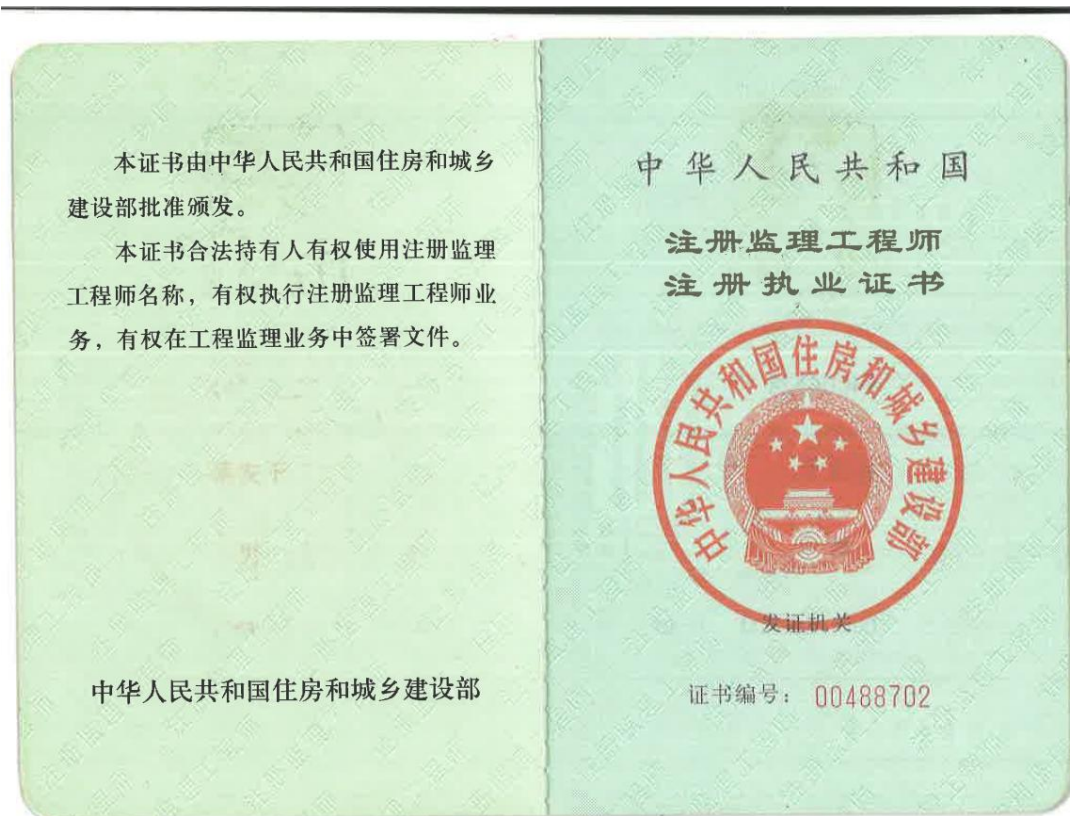 本证书由中华人民共和国住房和城乡
建设部批准颁发。
本证书合法持有人有权使用注册监理
工程师名称，有权执行注册监理工程师业
务，有权在工程监理业务中签署文件。
中华人民共和国住房和城乡建设部
中华人民共和国
注册监理工程师
注册执业证书
中华人民共和国住房和城乡建设部
发证机关
证书编号：00488702